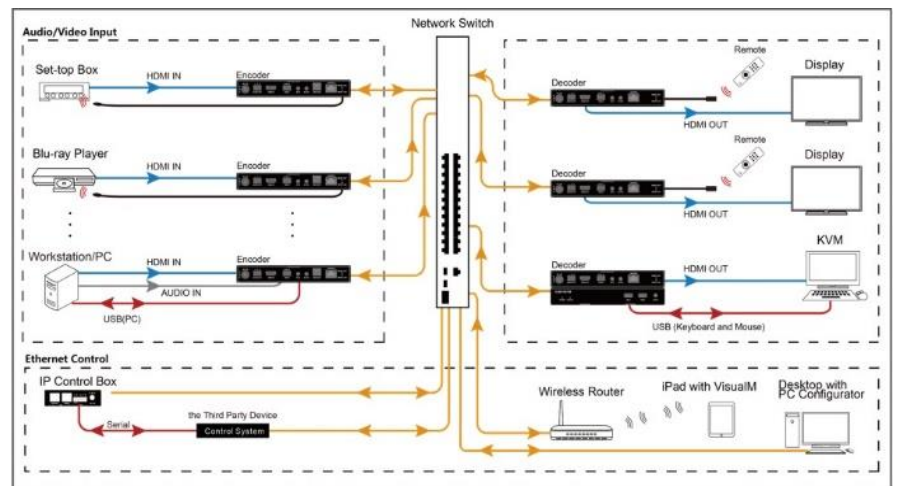 Network Switch
Audio/Video Input
Set-top Box
HDMI IN
Encoder
Blu-ray Player
HDMI IN
Encoder
Workstation/PC
HDMI IN
Encoder
AUDIO IN
USB(PC)
Decoder
Remote
Display
HDMI OUT
Decoder
Remote
Display
HDMI OUT
Decoder
HDMI OUT
KVM
USB (Keyboard and Mouse)
Ethernet Control
IP Control Box
Serial
the Third Party Device
Control System
Wireless Router
iPad with VisualM
Desktop with
PC Configurator